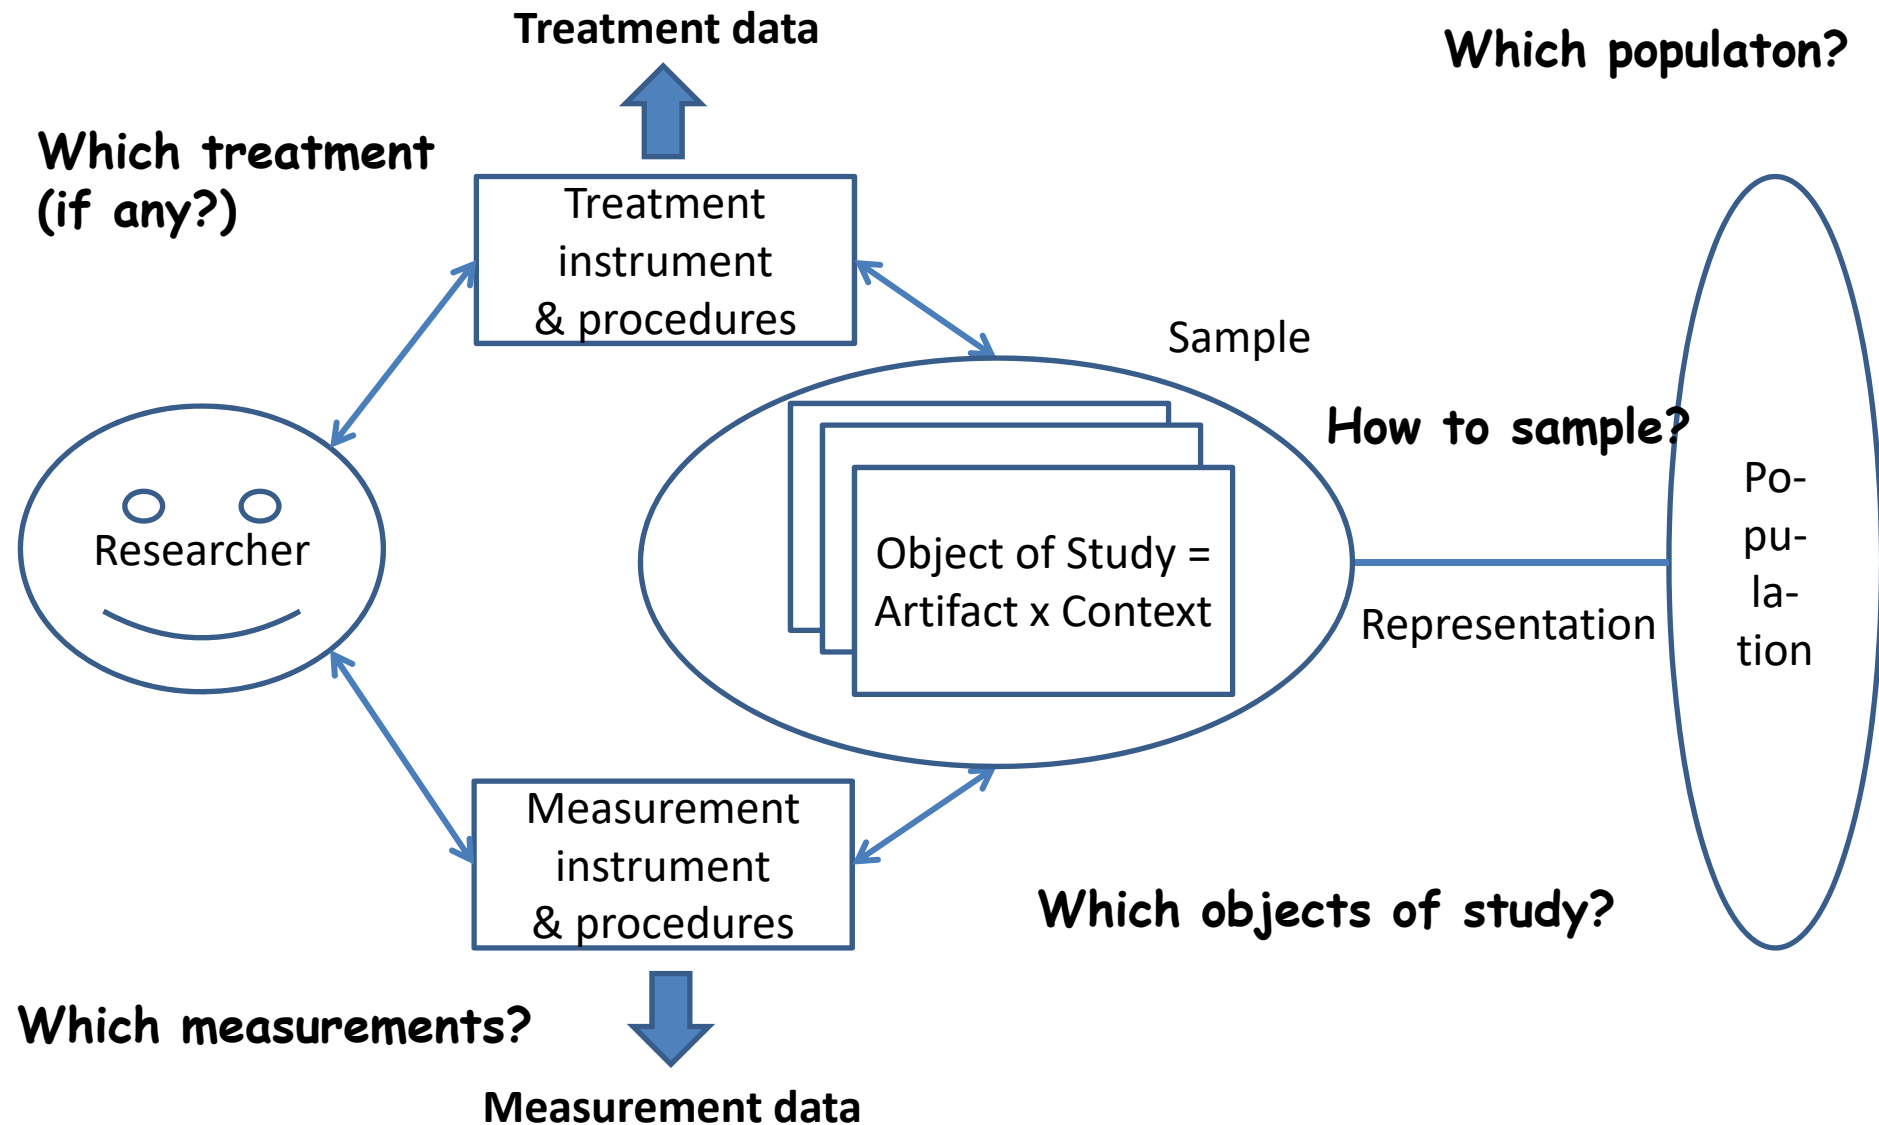 Treatment data
Which populaton?
Which treatment
(if any?)
Treatment
instrument
& procedures
Sample
How to sample?
Researcher
Object of Study =
Artifact x Context
Representation
Po-
pu-
la-
tion
Measurement
instrument
& procedures
Which objects of study?
Which measurements?
Measurement data